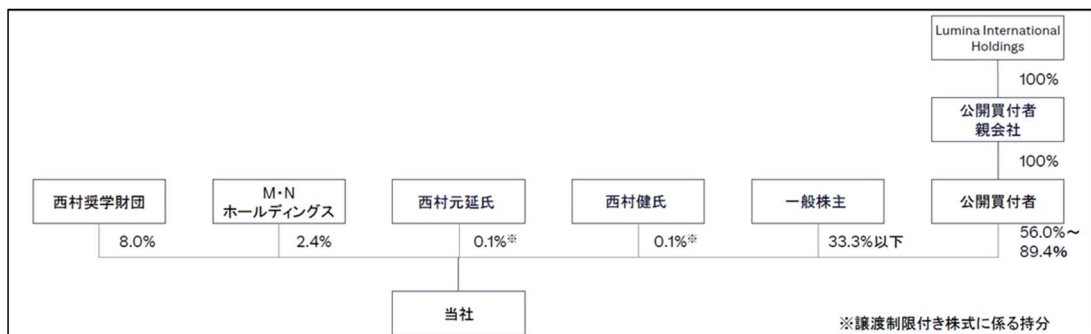 Lumina International
Holdings
100%
公開買付者
親会社
100%
西村奨学財団
M・N
ホールディングス
西村元延氏
西村健氏
一般株主
公開買付者
8.0%
2.4%
0.1%※
0.1%※
33.3%以下
56.0%～
89.4%
当社
※譲渡制限付き株式に係る持分